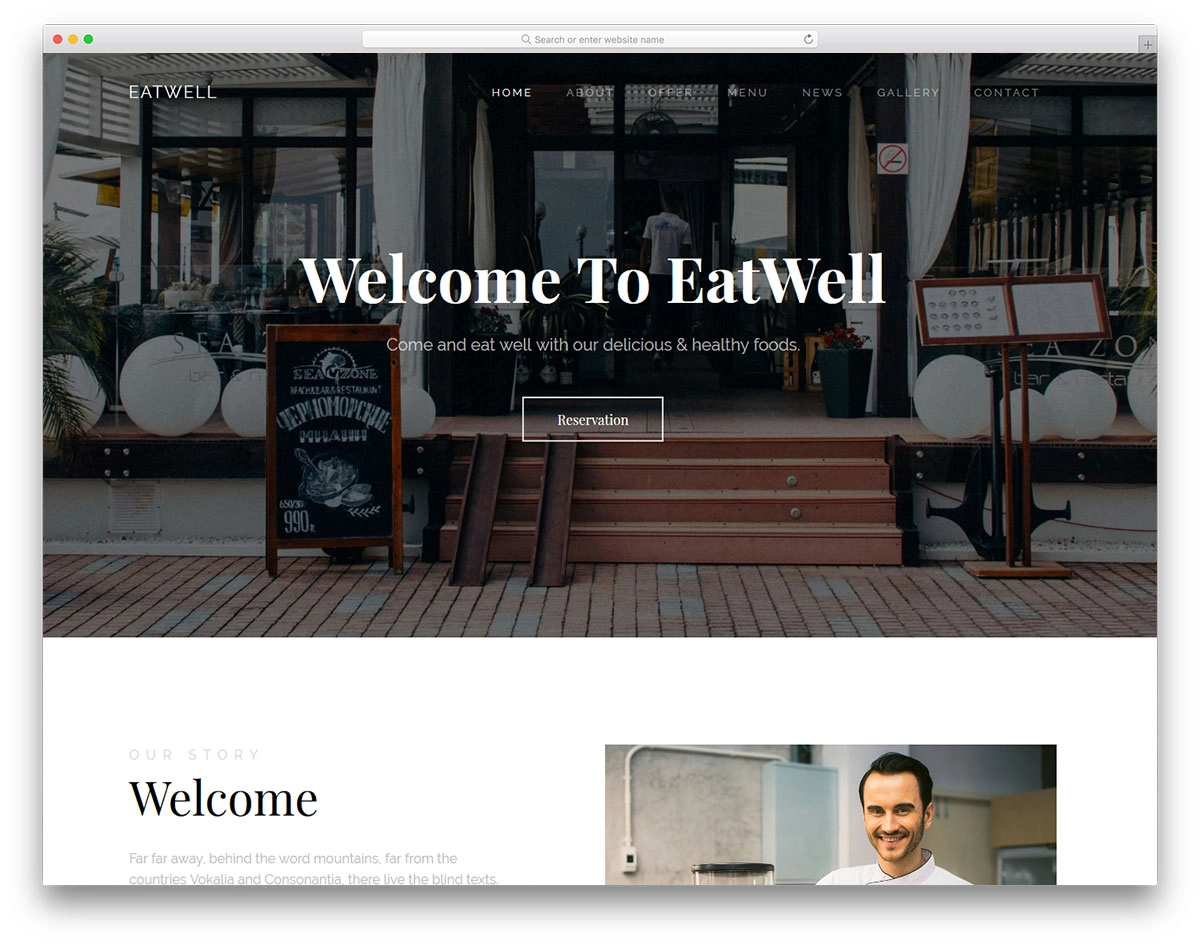 Search or enter website name
EATWELL
HOME ABOUT OFFER MENU NEWS GALLERY CONTACT
Welcome To EatWell
SEA ZO
Come and eat well with our delicious & healthy foods.
SEA ZONE
BEACH BAR & RESTAURANT
ЧЕРНОМОРСКИЕ
МИДИИ
650/30
990
Reservation
OUR STORY
Welcome
Far far away, behind the word mountains, far from the
countries Vokalia and Consonantia, there live the blind texts.